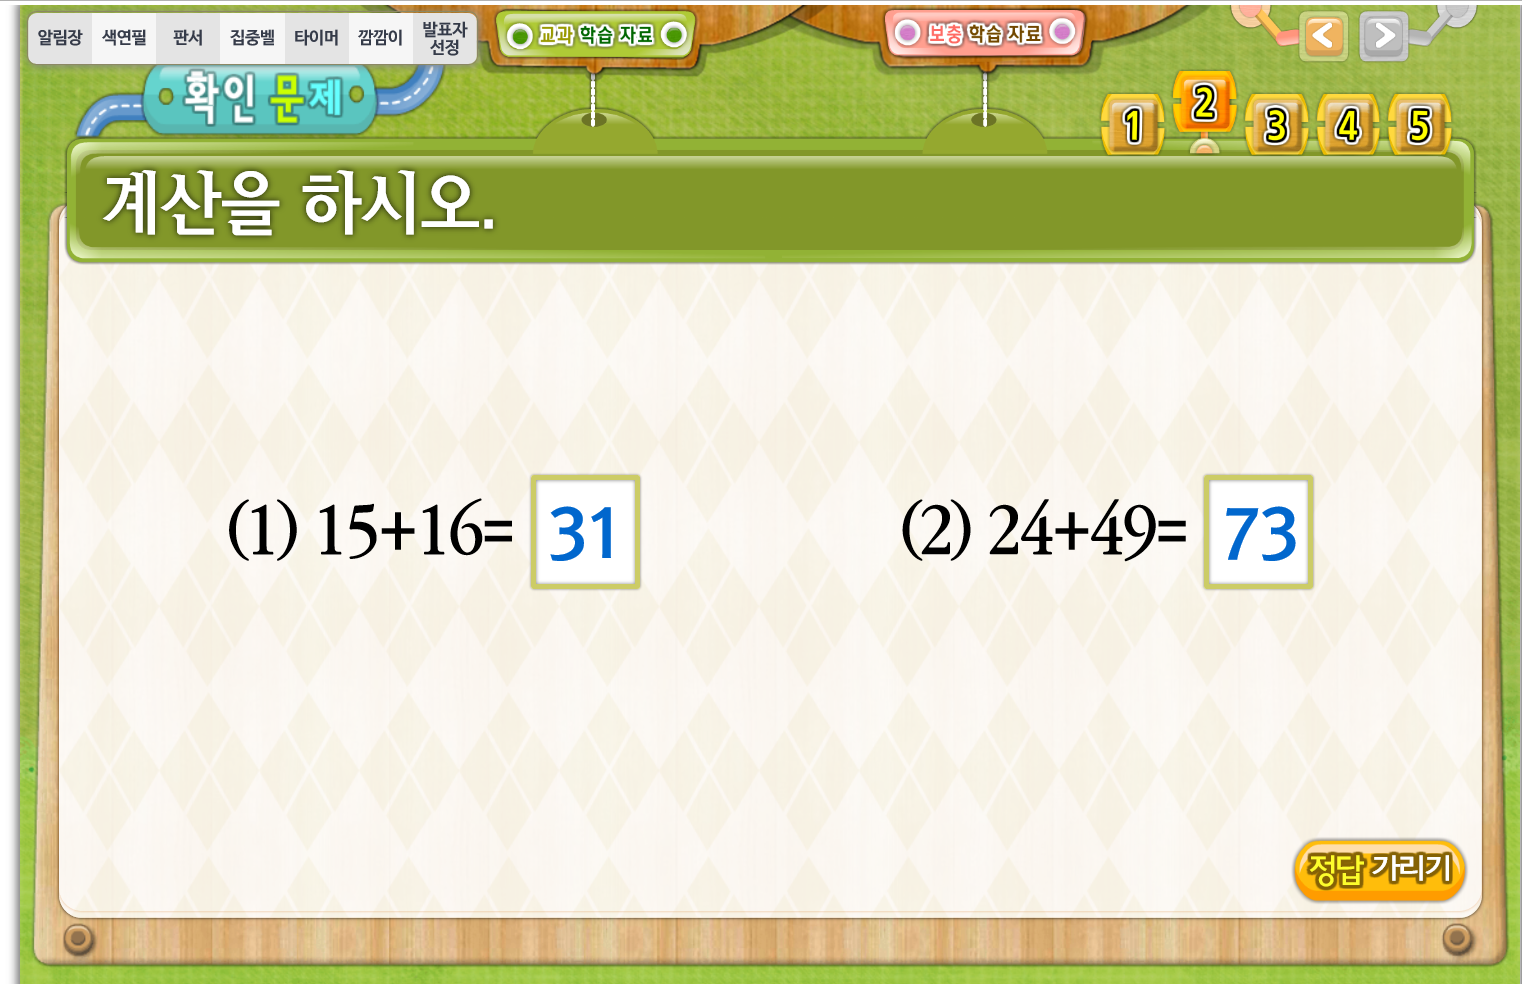 알림장 색연필 판서 집중벨 타이머 깜깜이 발표자
선정
교과 학습 자료
보충 학습 자료
확인 문제
1 2 3 4 5
계산을 하시오.
(1) 15+16= 31
(2) 24+49= 73
정답 가리기